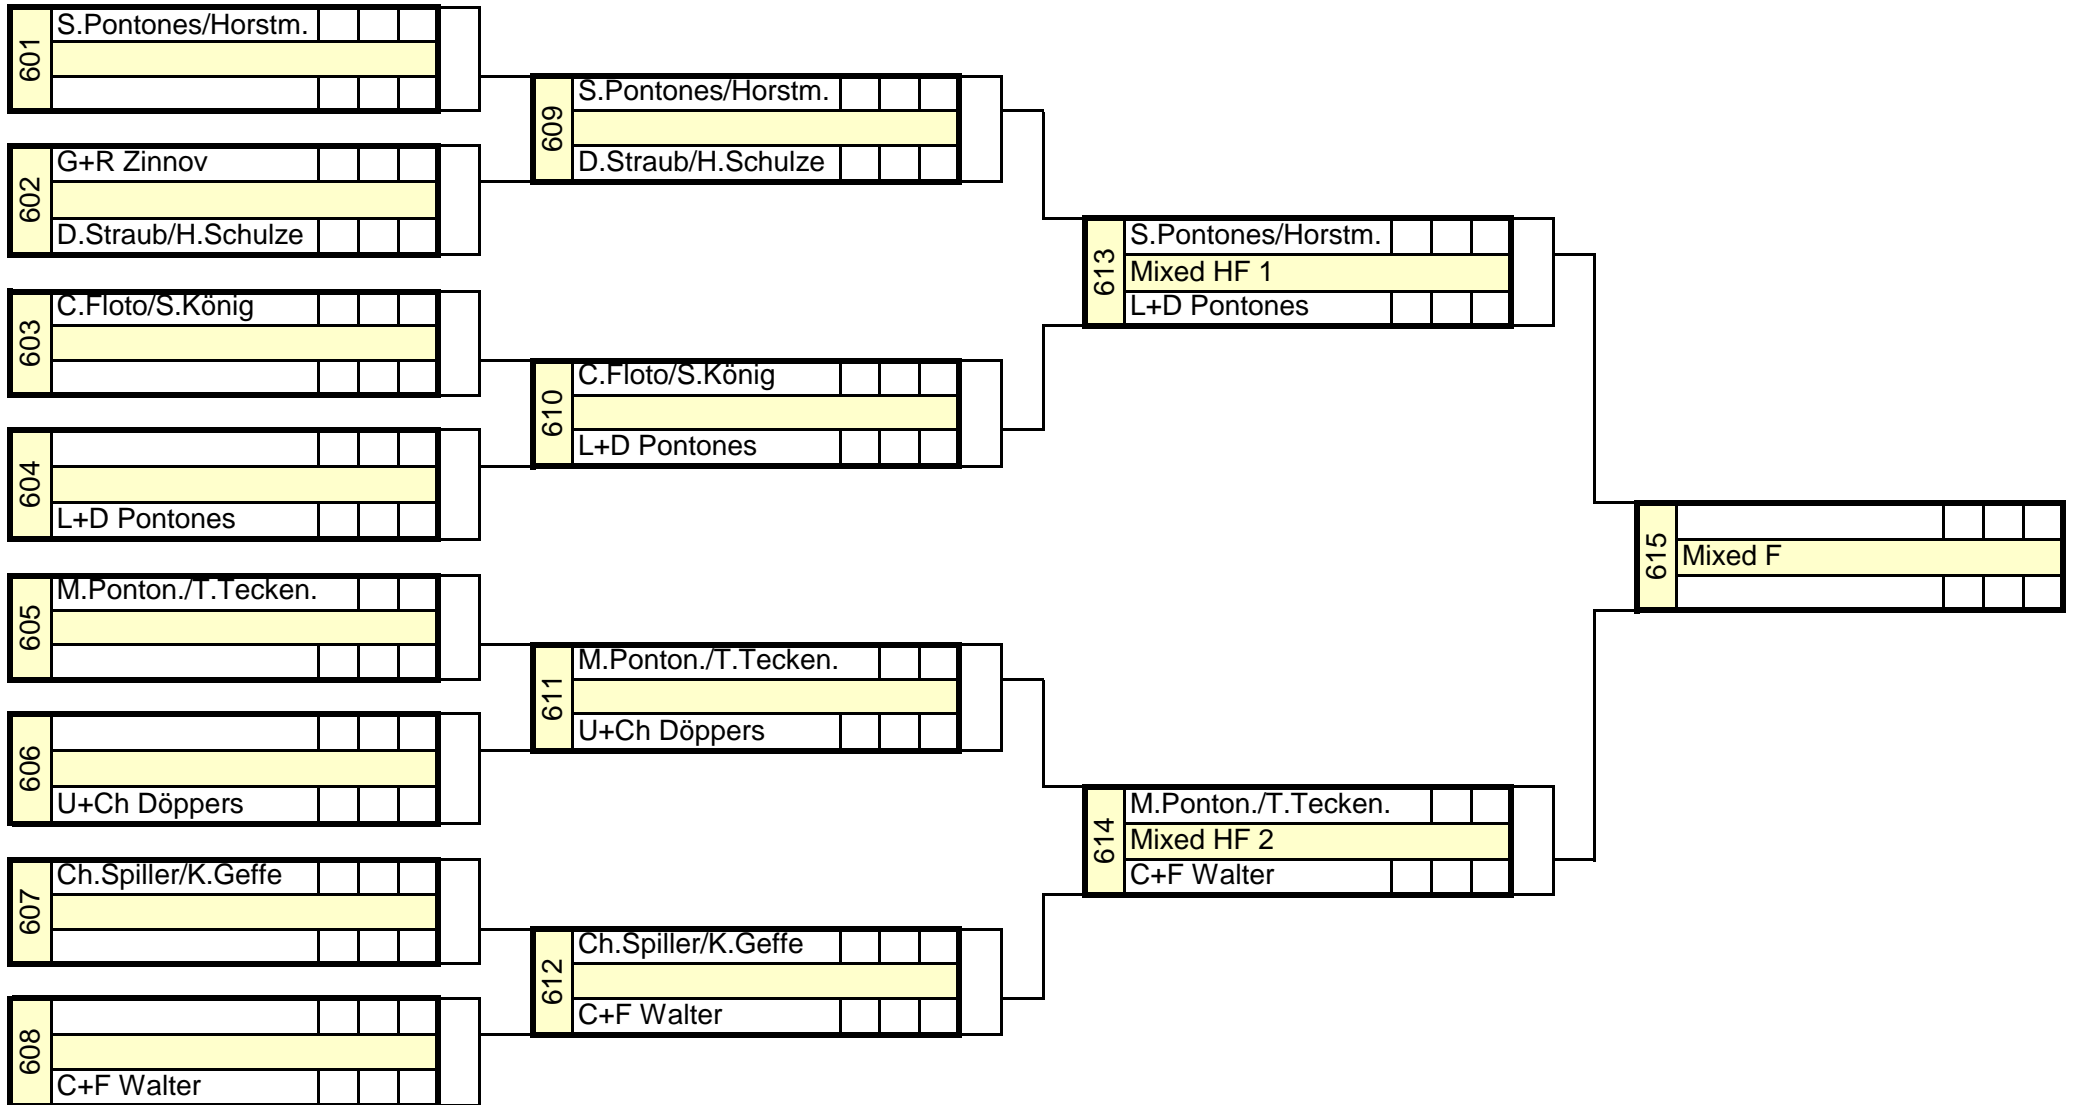 601
S.Pontones/Horstm.
602
G+R Zinnov
D.Straub/H.Schulze
603
C.Floto/S.König
604
L+D Pontones
605
M.Ponton./T.Tecken.
606
U+Ch Döppers
607
Ch.Spiller/K.Geffe
608
C+F Walter
609
S.Pontones/Horstm.
D.Straub/H.Schulze
610
C.Floto/S.König
L+D Pontones
611
M.Ponton./T.Tecken.
U+Ch Döppers
612
Ch.Spiller/K.Geffe
C+F Walter
613
S.Pontones/Horstm.
Mixed HF 1
L+D Pontones
614
M.Ponton./T.Tecken.
Mixed HF 2
C+F Walter
615
Mixed F